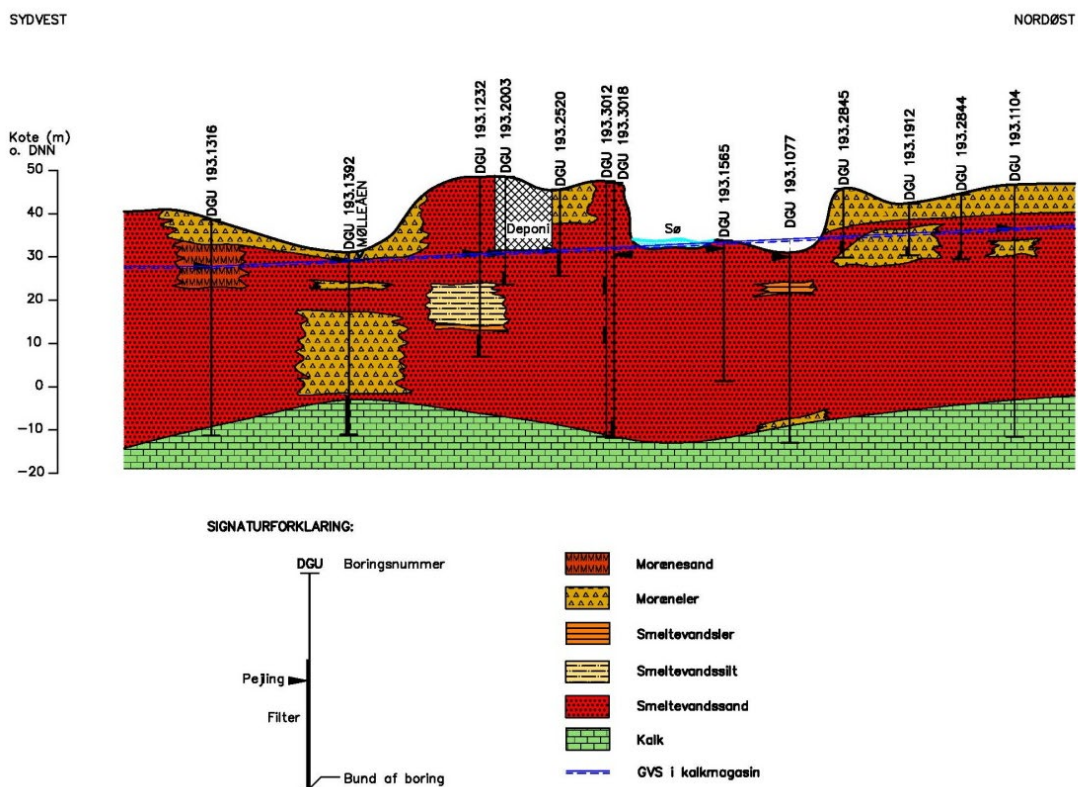 SYDVEST
NORDØST
Kote (m)
o. DNN
50
40
30
20
10
0
-10
-20
DGU 193.1316
DGU 193.1392
MØLLEÅEN
DGU 193.1232
DGU 193.2003
DGU 193.2520
DGU 193.3012
DGU 193.3018
DGU 193.1565
DGU 193.1077
DGU 193.2845
DGU 193.1912
DGU 193.2844
DGU 193.1104
Deponi
Sø
SIGNATURFORKLARING:
DGU Boringsnummer
Pejling
Filter
Bund af boring
Morænesand
Moræneler
Smeltevandsler
Smeltevandssilt
Smeltevandssand
Kalk
GVS i kalkmagasin